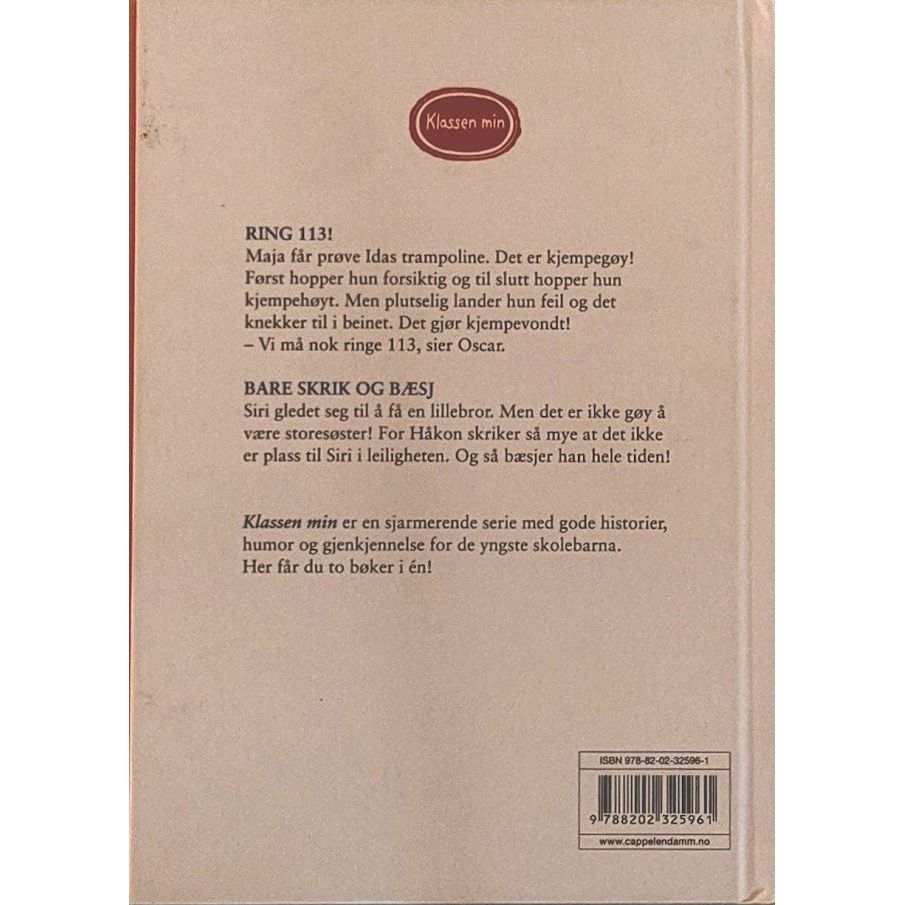 Klassen min
RING 113!
Maja får prøve Idas trampoline. Det er kjempegøy!
Først hopper hun forsiktig og til slutt hopper hun
kjempehøyt. Men plutselig lander hun feil og det
knekker til i beinet. Det gjør kjempevondt!
– Vi må nok ringe 113, sier Oscar.
BARE SKRIK OG BÆSJ
Siri gledet seg til å få en lillebror. Men det er ikke gøy å
være storesøster! For Håkon skriker så mye at det ikke
er plass til Siri i leiligheten. Og så bæsjer han hele tiden!
Klassen min er en sjarmerende serie med gode historier,
humor og gjenkjennelse for de yngste skolebarna.
Her får du to bøker i én!
ISBN 978-82-02-32596-1
9 788202 325961
www.cappelendamm.no